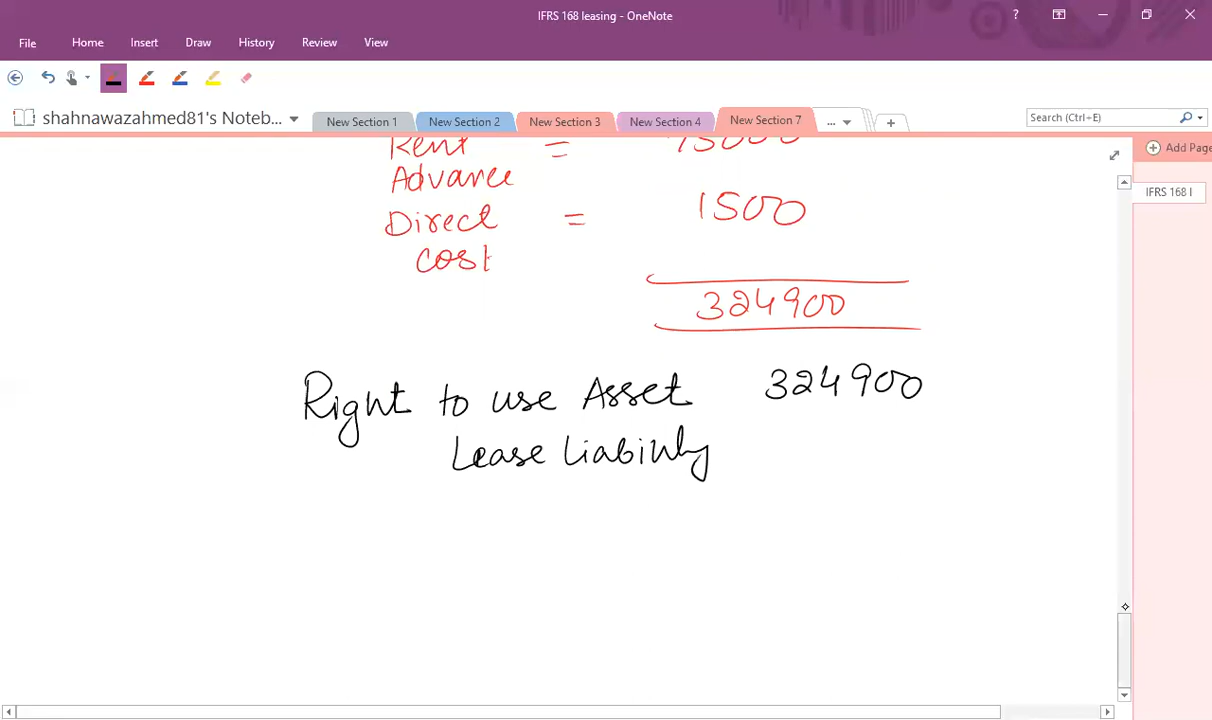 IFRS 168 leasing - OneNote
?
File Home Insert Draw History Review View
shahnawazahmed81's Noteb... New Section 1 New Section 2 New Section 3 New Section 4 New Section 7 ... Search (Ctrl+E)
Add Page
IFRS 168 l
Rent =
Advance
Direct = 1500
cost
324900
Right to use Asset 324900
Lease Liability